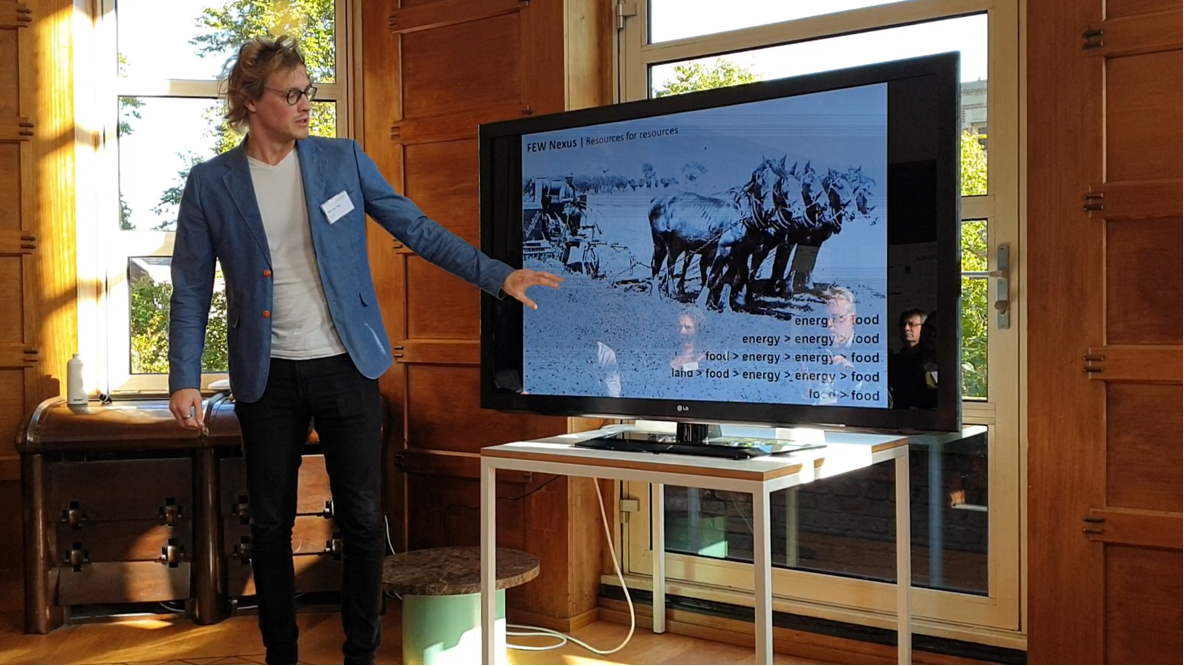 FEW Nexus | Resources for resources
energy > food
energy > energy > food
food > energy > energy > food
land > food > energy > energy > food
food > food
LG